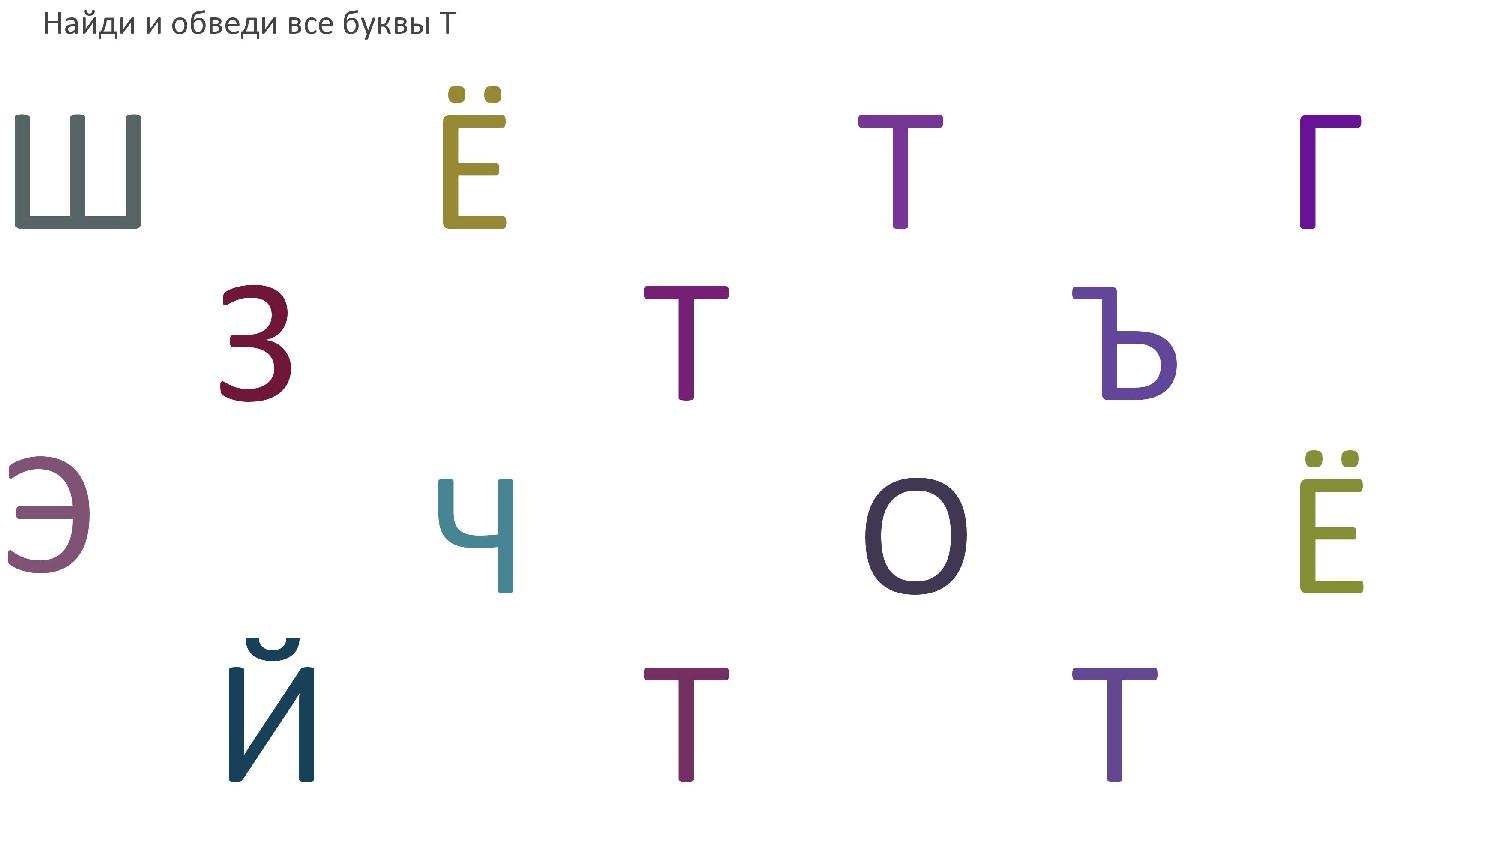 Найди и обведи все буквы Т
Ш Ё Т Г
З Т Ъ
Э Ч О Ё
Й Т Т